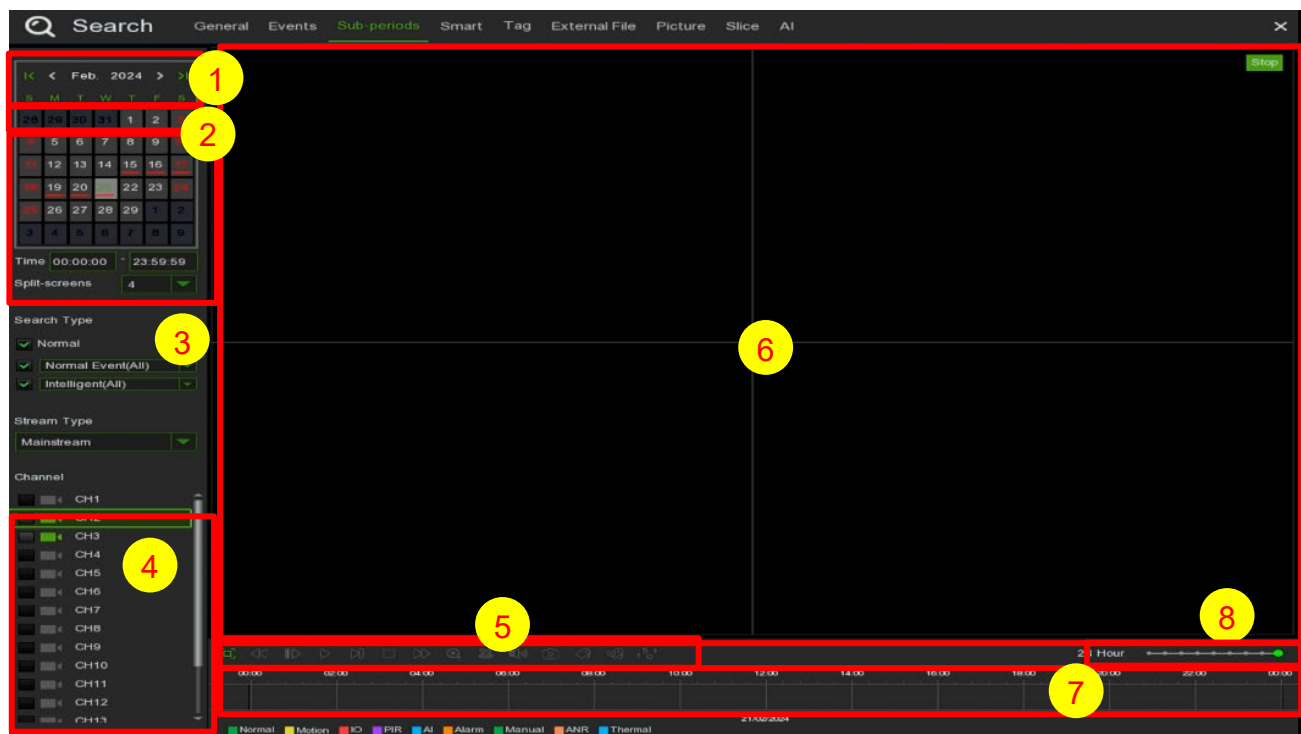 Search General Events Sub-periods Smart Tag External File Picture Slice AI
Stop
Feb. 2024
1
S M T W T F S
28 29 30 31 1 2
2
5 6 7 8 9
12 13 14 15 16
19 20 22 23 24
25 26 27 28 29 1 2
3 4 5 6 7 8 9
Time 00:00:00 - 23:59:59
Split-screens 4
Search Type
3
Normal
6
Normal Event(All)
Intelligent(All)
Stream Type
Mainstream
Channel
CH1
CH2
CH3
CH4
4
CH5
CH6
CH7
CH8
5
8
CH9
Hour
CH10
00:00 02:00 04:00 06:00 08:00 10:00 12:00 14:00 16:00 18:00 20:00 22:00 00:00
CH11
7
CH12
CH13
21/02/2024
Normal Motion IO PIR AI Alarm Manual ANR Thermal